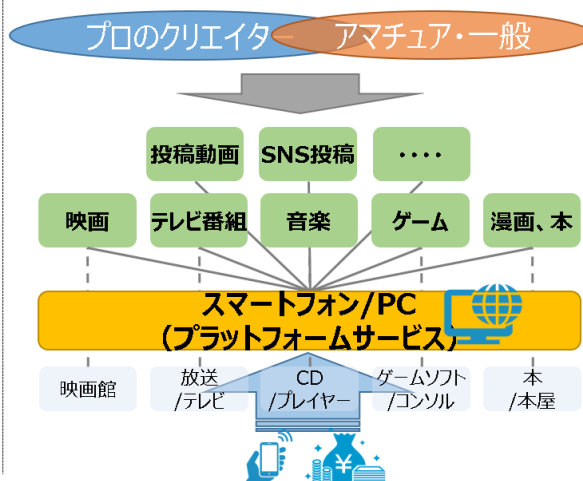 プロのクリエイター
アマチュア・一般
投稿動画
SNS投稿
・・・・
映画
テレビ番組
音楽
ゲーム
漫画、本
スマートフォン/PC
（プラットフォームサービス）
映画館
放送
/テレビ
CD
/プレイヤー
ゲームソフト
/コンソル
本
/本屋
¥